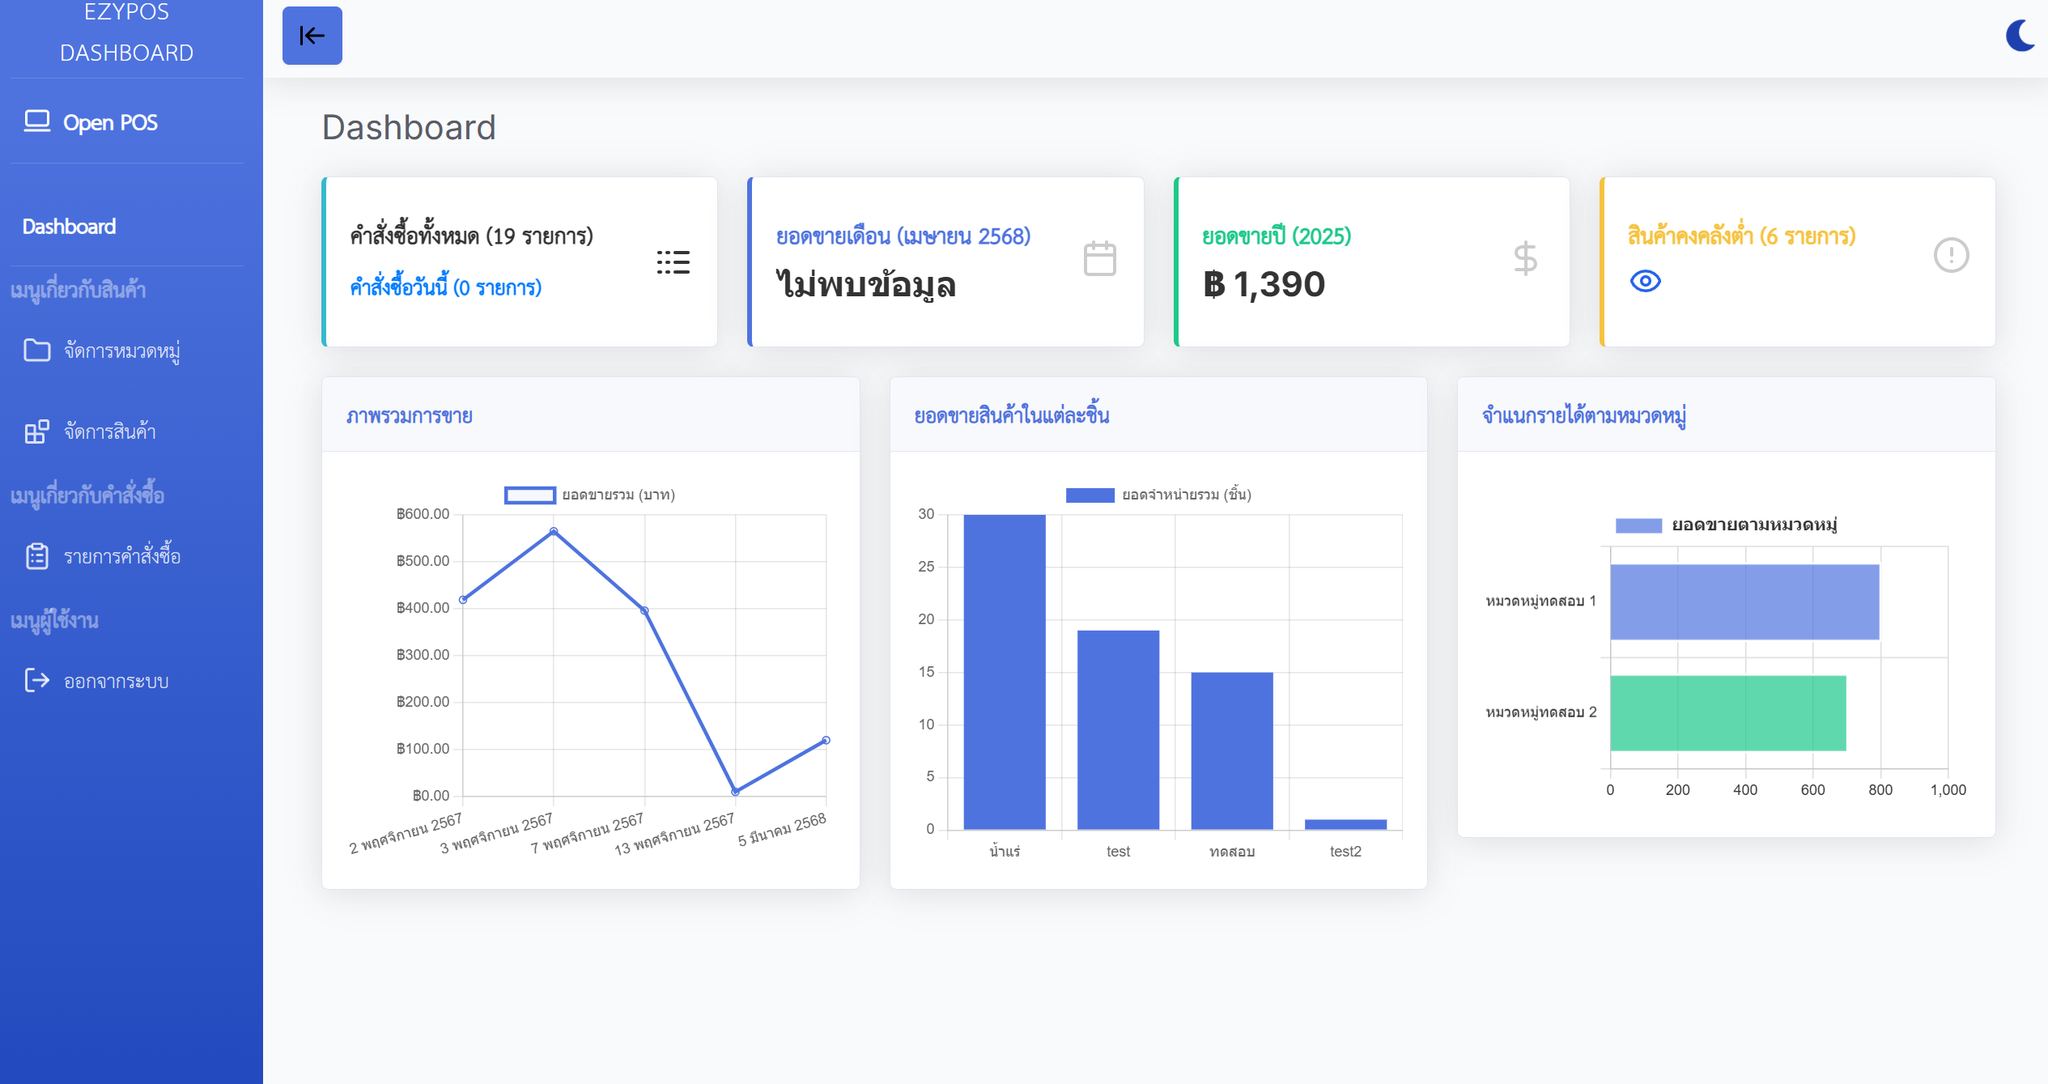 EZYPOS
DASHBOARD
Open POS
Dashboard
เมนูเกี่ยวกับสินค้า
จัดการหมวดหมู่
จัดการสินค้า
เมนูเกี่ยวกับคำสั่งซื้อ
รายการคำสั่งซื้อ
เมนูผู้ใช้งาน
ออกจากระบบ
Dashboard
คำสั่งซื้อทั้งหมด (19 รายการ)
คำสั่งซื้อวันนี้ (0 รายการ)
ยอดขายเดือน (เมษายน 2568)
ไม่พบข้อมูล
ยอดขายปี (2025)
฿ 1,390
สินค้าคงคลังต่ำ (6 รายการ)
ภาพรวมการขาย
ยอดขายรวม (บาท)
฿600.00
฿500.00
฿400.00
฿300.00
฿200.00
฿100.00
฿0.00
2 พฤศจิกายน 2567
3 พฤศจิกายน 2567
7 พฤศจิกายน 2567
13 พฤศจิกายน 2567
5 มีนาคม 2568
ยอดขายสินค้าในแต่ละชิ้น
ยอดจำหน่ายรวม (ชิ้น)
30
25
20
15
10
5
0
น้ำแร่ test ทดสอบ test2
จำแนกรายได้ตามหมวดหมู่
ยอดขายตามหมวดหมู่
หมวดหมู่ทดสอบ 1
หมวดหมู่ทดสอบ 2
0 200 400 600 800 1,000